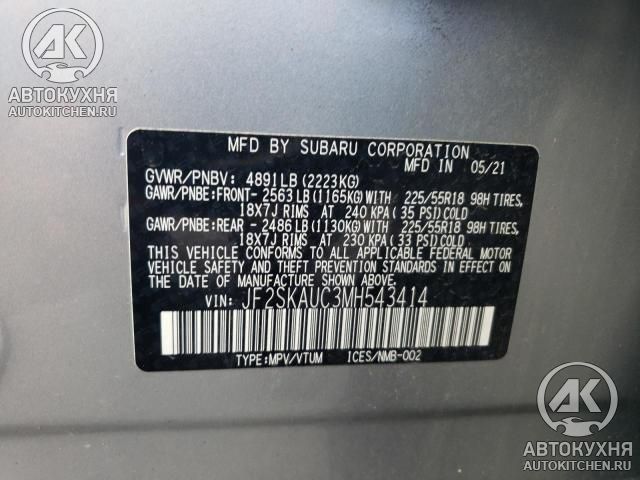 АВТОКУХНЯ
AUTOKITCHEN.RU
MFD BY SUBARU CORPORATION
MFD IN 05/21
GVWR/PNBV: 4891LB(2223KG)
GAWR/PNBE:FRONT- 2563LB(1165KG)WITH 225/55R18 98H TIRES,
18X7J RIMS AT 240 KPA(35 PSI)COLD
GAWR/PNBE:REAR - 2486LB(1130KG)WITH 225/55R18 98H TIRES,
18X7J RIMS AT 230 KPA(33 PSI)COLD
THIS VEHICLE CONFORMS TO ALL APPLICABLE FEDERAL MOTOR
VEHICLE SAFETY AND THEFT PREVENTION STANDARDS IN EFFECT ON
THE DATE OF MANUFACTURE SHOWN ABOVE.
VIN: JF2SKAUC3MH543414
TYPE:MPV/VTUM ICES/NMB-002
АК
АВТОКУХНЯ
AUTOKITCHEN.RU